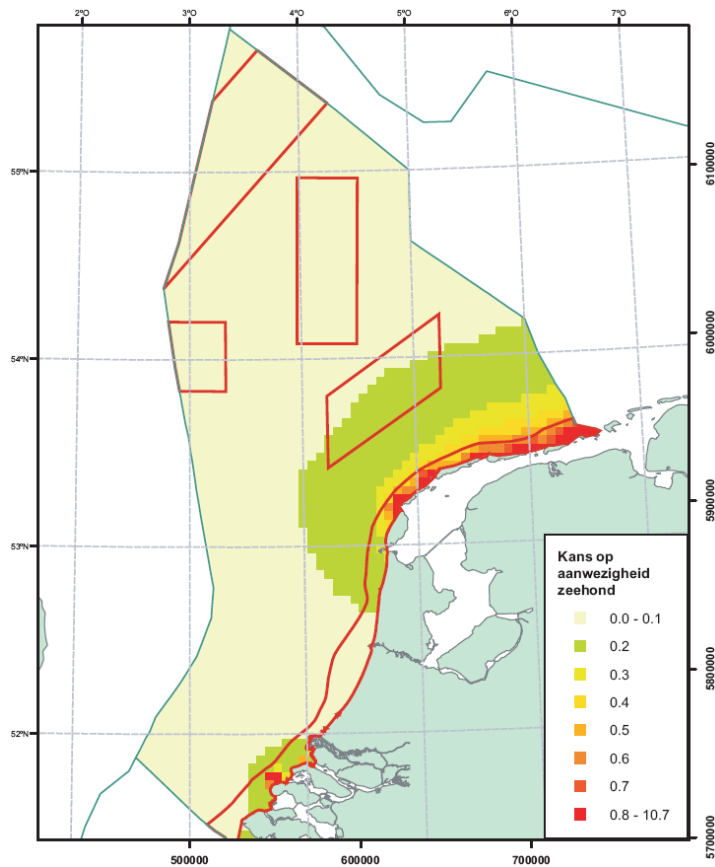 2°O 3°O 4°O 5°O 6°O 7°O
55°N
54°N
53°N
52°N
6100000
6000000
5900000
5800000
5700000
Kans op
aanwezigheid
zeehond
0.0 - 0.1
0.2
0.3
0.4
0.5
0.6
0.7
0.8 - 10.7
500000 600000 700000